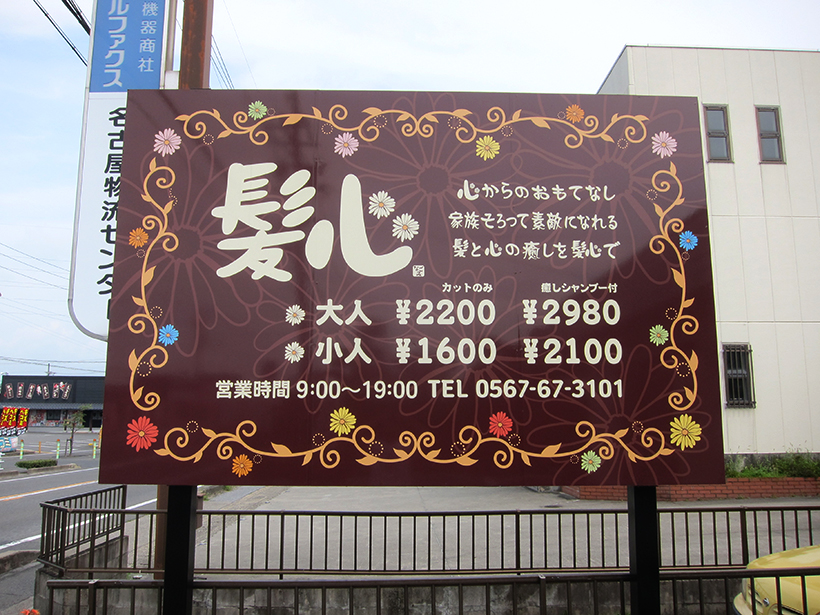 機器商社
ルファクス
名古屋物流センター
髪心
心からのおもてなし
家族そろって素敵になれる
髪と心の癒しを髪心で
カットのみ 癒しシャンプー付
大人 ¥2200 ¥2980
小人 ¥1600 ¥2100
営業時間 9:00〜19:00 TEL 0567-67-3101